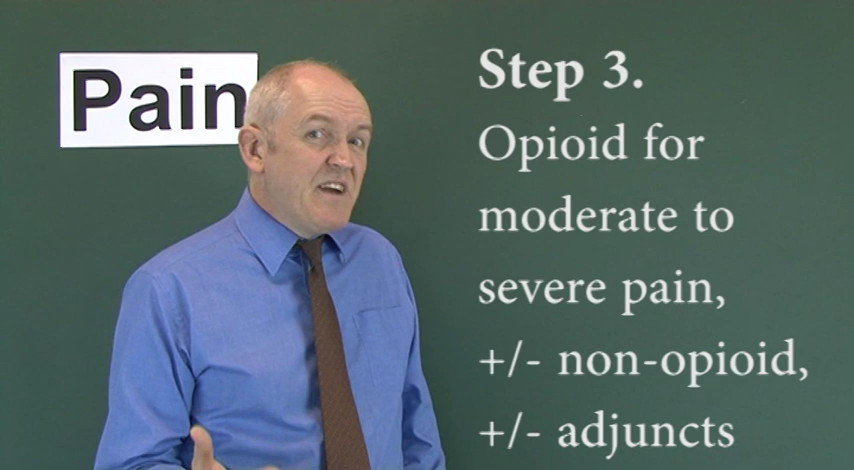 Pain
Step 3.
Opioid for
moderate to
severe pain,
+/- non-opioid,
+/- adjuncts